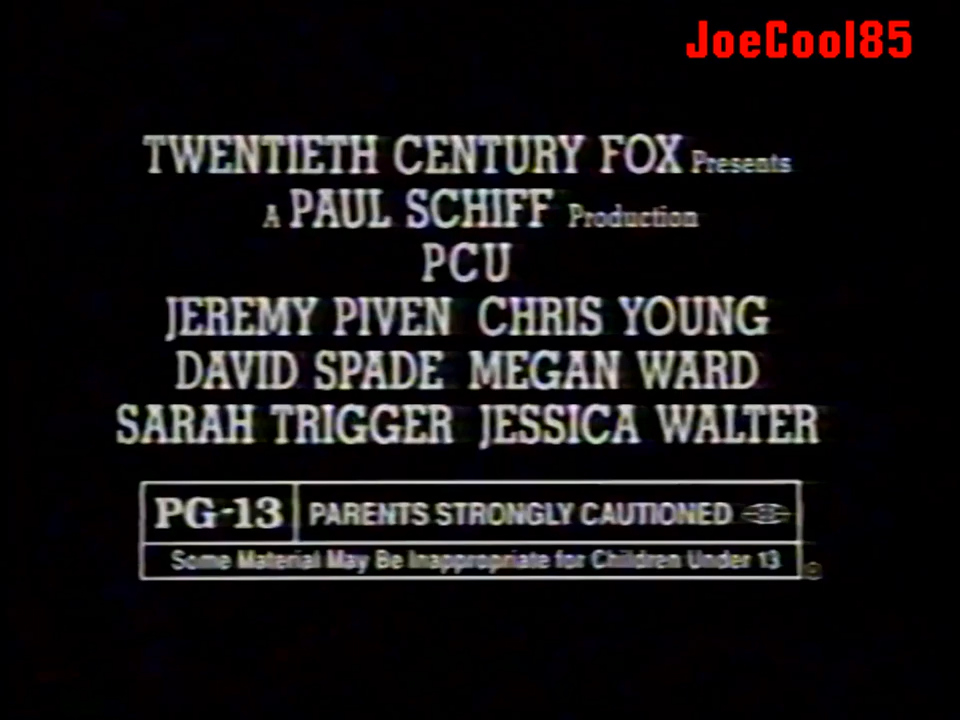 JoeCool85
TWENTIETH CENTURY FOX Presents
A PAUL SCHIFF Production
PCU
JEREMY PIVEN CHRIS YOUNG
DAVID SPADE MEGAN WARD
SARAH TRIGGER JESSICA WALTER
PG-13 PARENTS STRONGLY CAUTIONED
Some Material May Be Inappropriate for Children Under 13